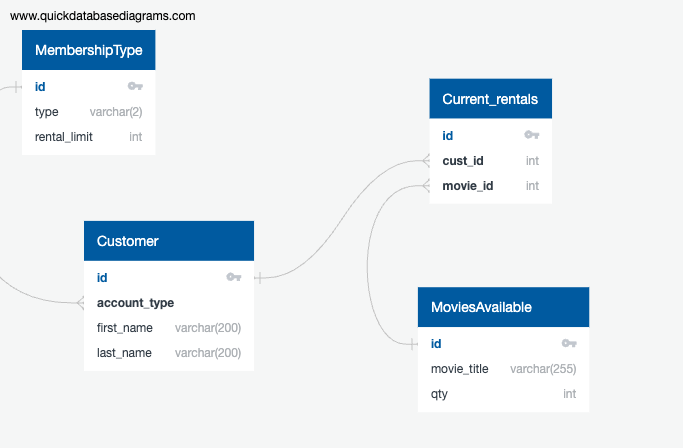 www.quickdatabasediagrams.com
MembershipType
id
type varchar(2)
rental_limit int
Current_rentals
id
cust_id int
movie_id int
Customer
id
account_type
first_name varchar(200)
last_name varchar(200)
MoviesAvailable
id
movie_title varchar(255)
qty int